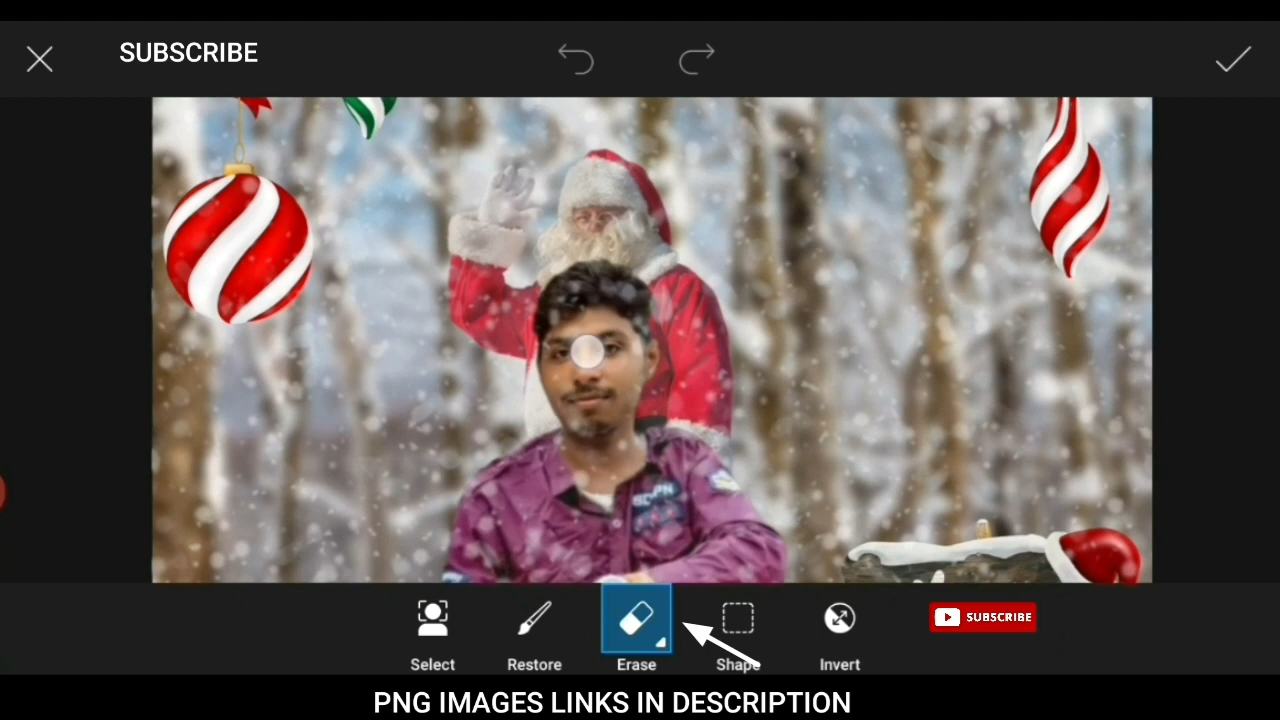 SUBSCRIBE
Select
Restore
Erase
Shape
Invert
SUBSCRIBE
PNG IMAGES LINKS IN DESCRIPTION